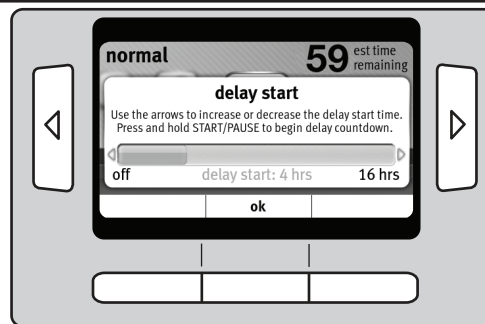 normal
59 est time
remaining
delay start
Use the arrows to increase or decrease the delay start time.
Press and hold START/PAUSE to begin delay countdown.
off delay start: 4 hrs 16 hrs
ok